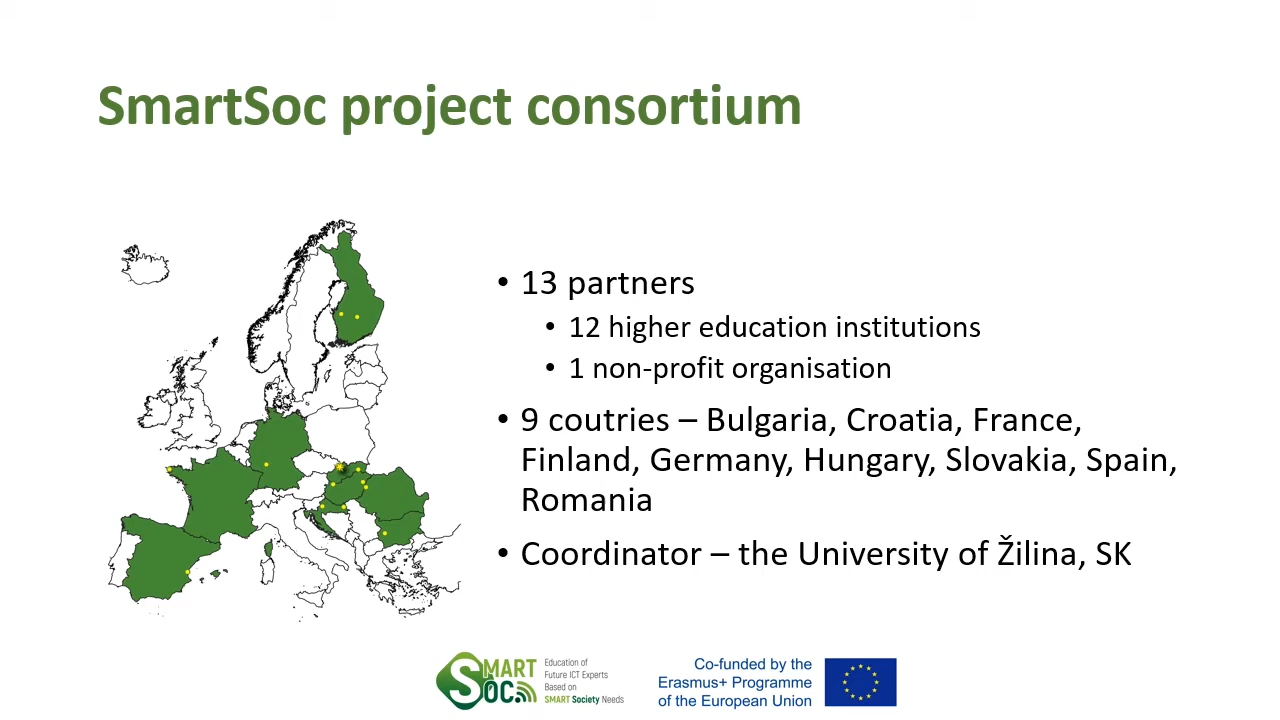 SmartSoc project consortium
• 13 partners
• 12 higher education institutions
• 1 non-profit organisation
• 9 coutries – Bulgaria, Croatia, France,
Finland, Germany, Hungary, Slovakia, Spain,
Romania
• Coordinator – the University of Žilina, SK
SMART
SOC
Education of
Future ICT Experts
Based on
SMART Society Needs
Co-funded by the
Erasmus+ Programme
of the European Union